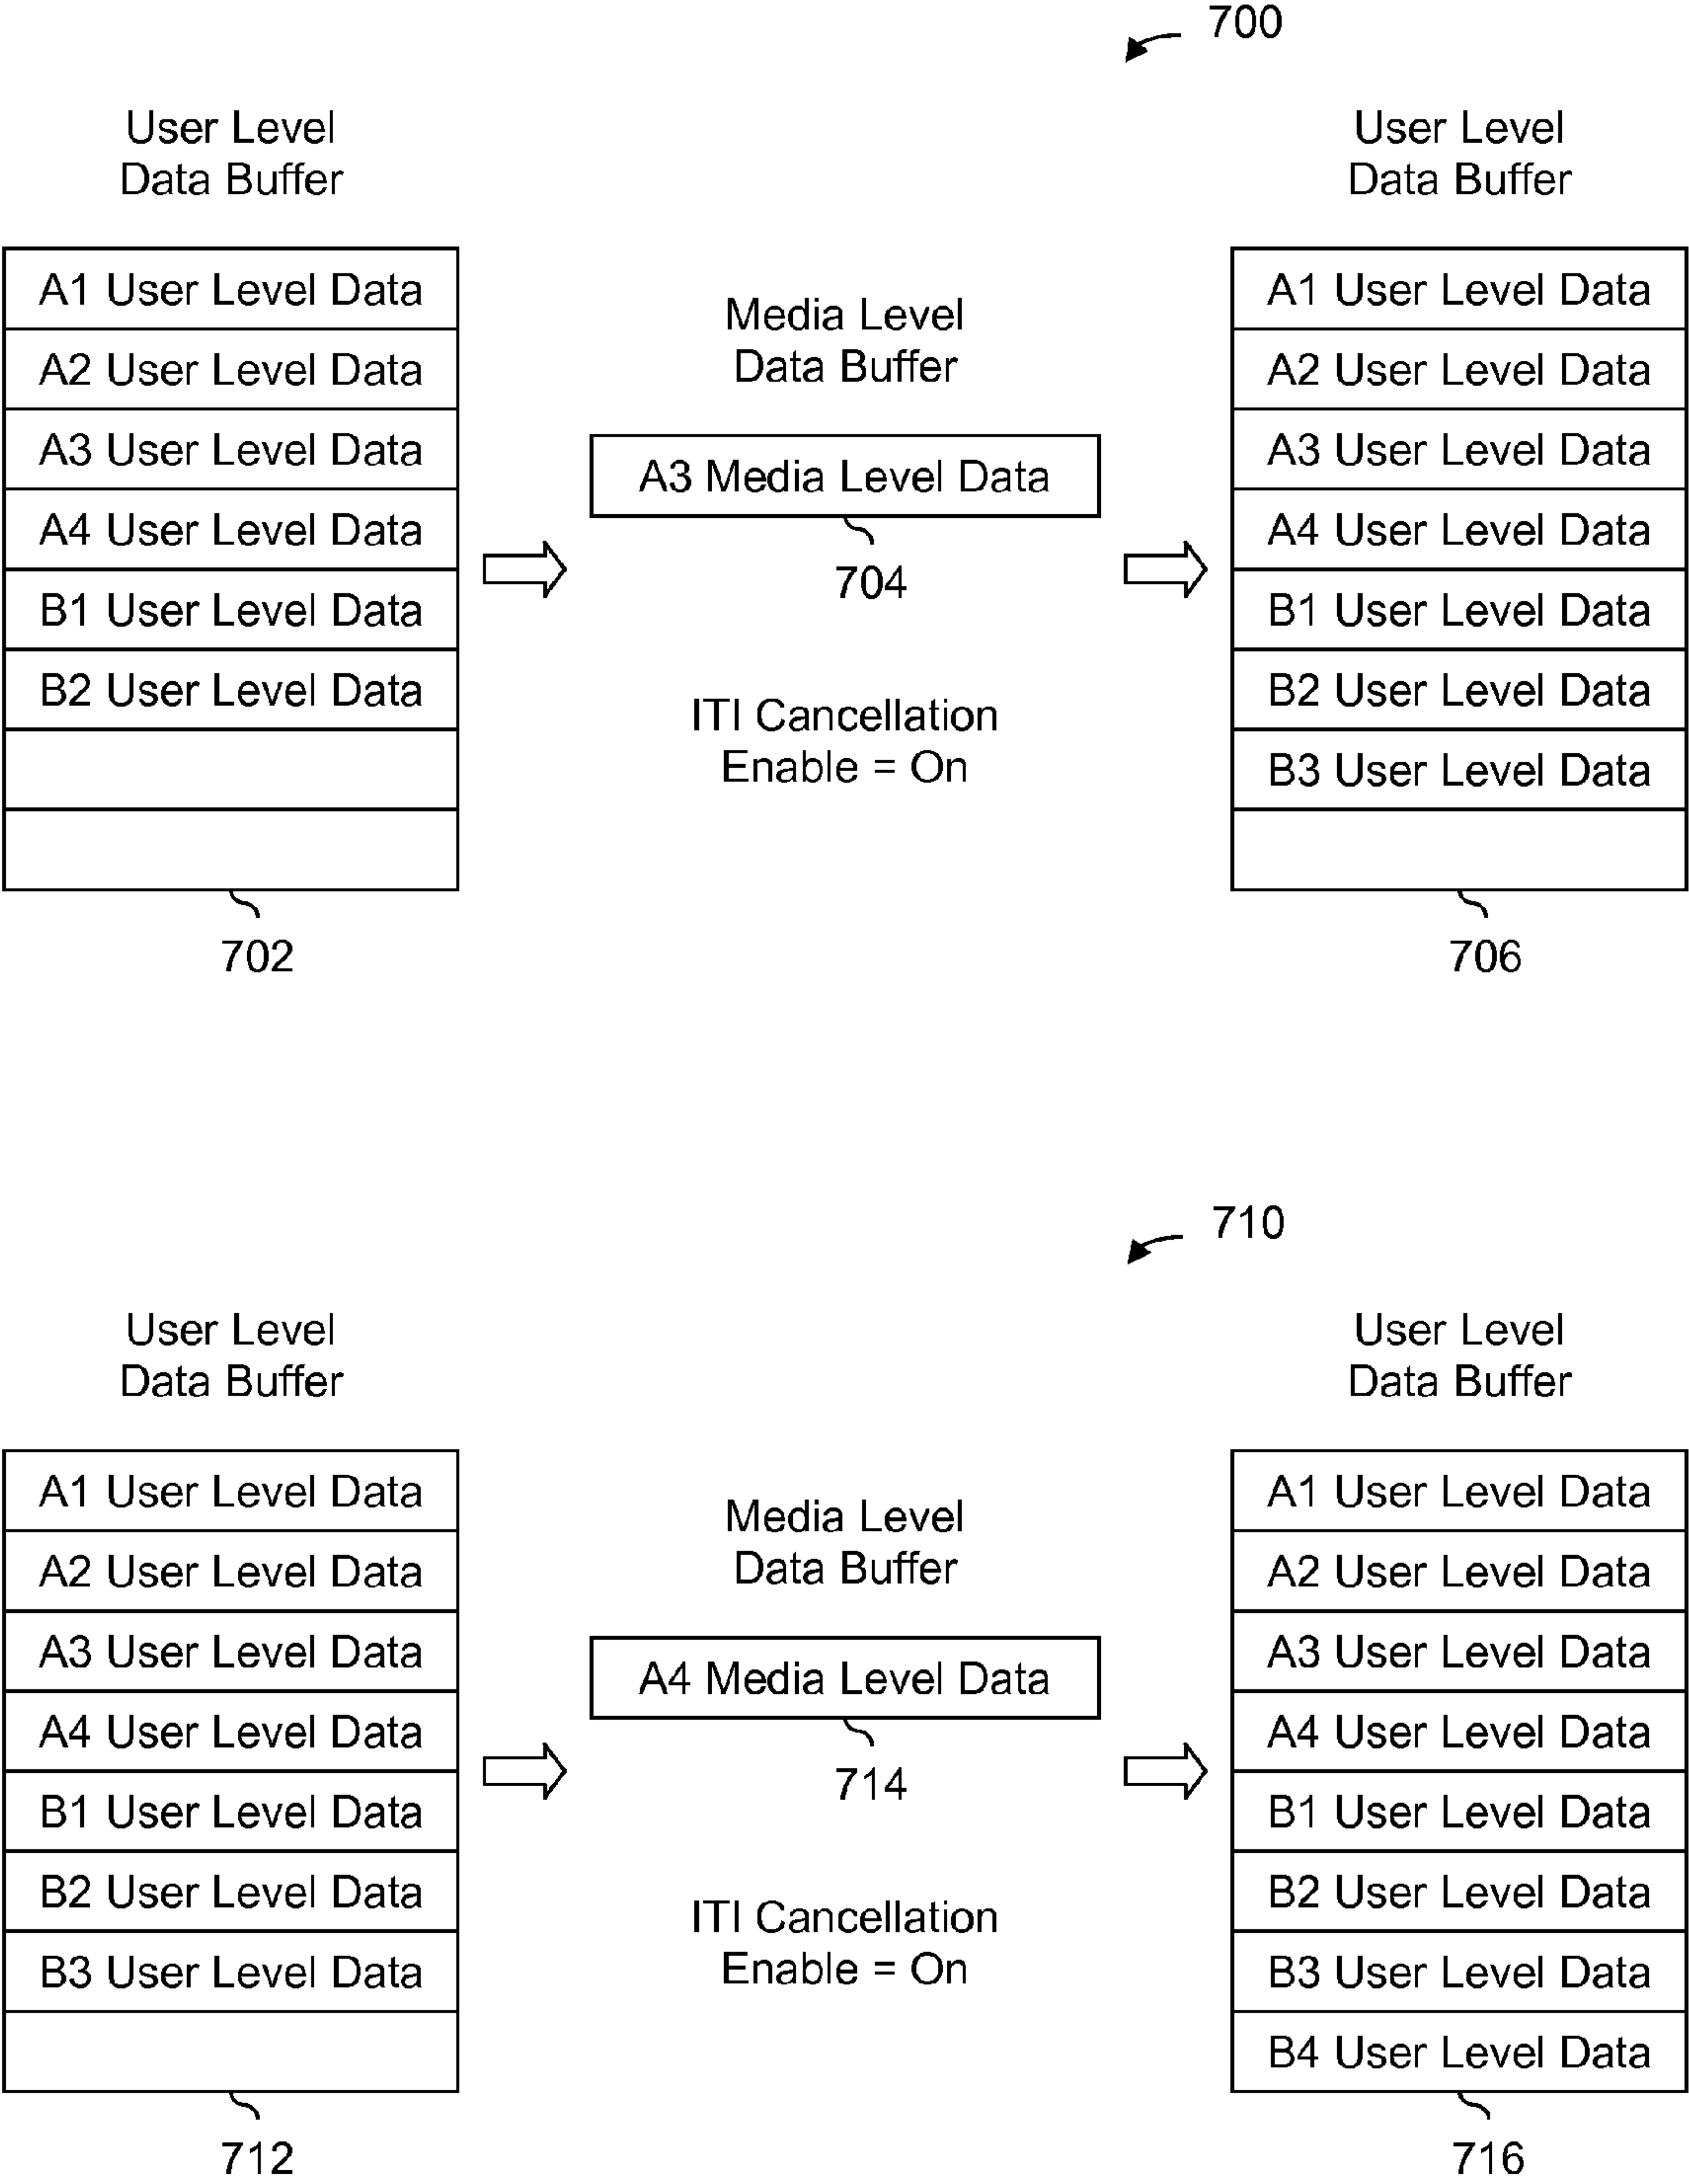 700
User Level
Data Buffer
A1 User Level Data
A2 User Level Data
A3 User Level Data
A4 User Level Data
B1 User Level Data
B2 User Level Data
702
Media Level
Data Buffer
A3 Media Level Data
704
ITI Cancellation
Enable = On
User Level
Data Buffer
A1 User Level Data
A2 User Level Data
A3 User Level Data
A4 User Level Data
B1 User Level Data
B2 User Level Data
B3 User Level Data
706
710
User Level
Data Buffer
A1 User Level Data
A2 User Level Data
A3 User Level Data
A4 User Level Data
B1 User Level Data
B2 User Level Data
B3 User Level Data
712
Media Level
Data Buffer
A4 Media Level Data
714
ITI Cancellation
Enable = On
User Level
Data Buffer
A1 User Level Data
A2 User Level Data
A3 User Level Data
A4 User Level Data
B1 User Level Data
B2 User Level Data
B3 User Level Data
B4 User Level Data
716